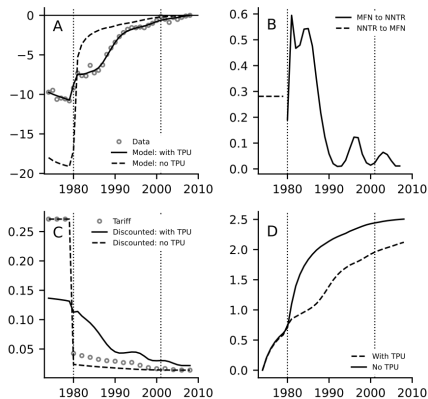 A
0
−5
−10
−15
−20
1980
1990
2000
2010
Data
Model: with TPU
Model: no TPU
B
0.6
0.5
0.4
0.3
0.2
0.1
0.0
1980
1990
2000
2010
MFN to NNTR
NNTR to MFN
C
0.25
0.20
0.15
0.10
0.05
1980
1990
2000
2010
Tariff
Discounted: with TPU
Discounted: no TPU
D
2.5
2.0
1.5
1.0
0.5
0.0
1980
1990
2000
2010
With TPU
No TPU